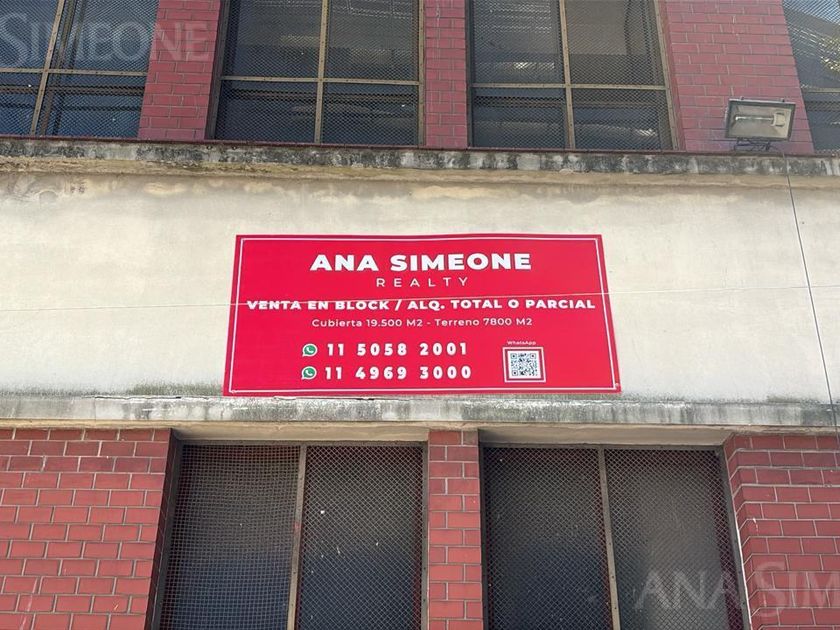 SIMEONE
ANA SIMEONE
REALTY
VENTA EN BLOCK / ALQ. TOTAL O PARCIAL
Cubierta 19.500 M2 - Terreno 7800 M2
WhatsApp
11 5058 2001
11 4969 3000
ANA SIM